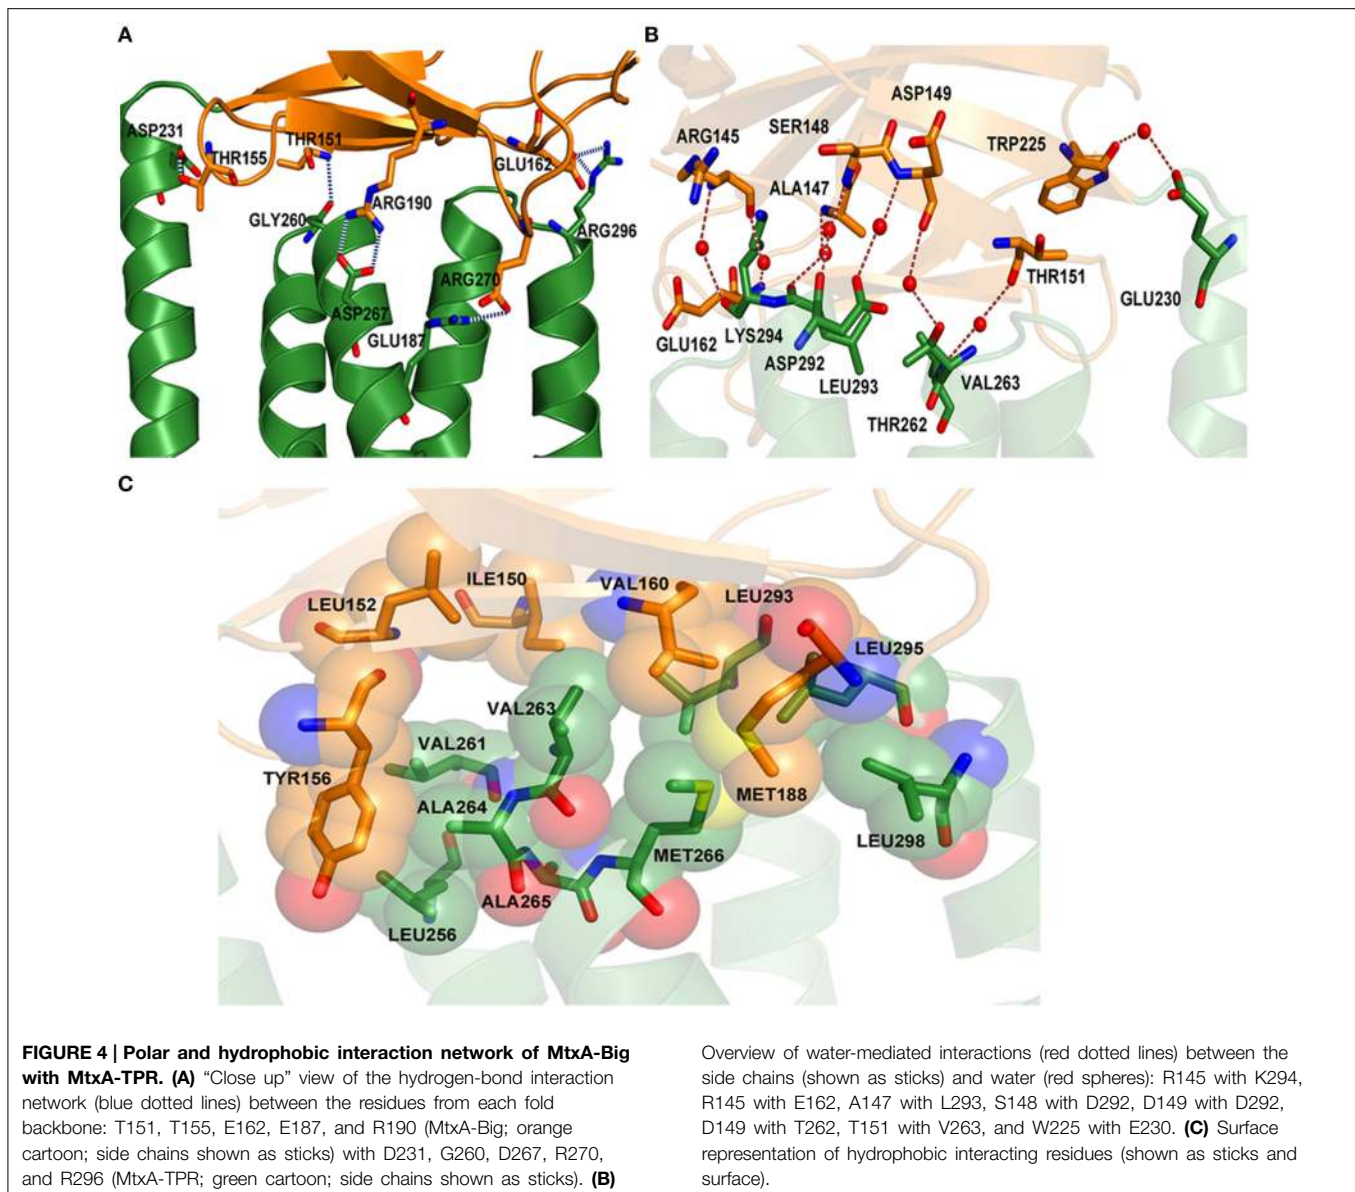 A
ASP231
THR155
THR151
GLU162
GLY260
ARG190
ARG296
ARG270
ASP267
GLU187
B
ASP149
SER148
ARG145
TRP225
ALA147
THR151
GLU230
GLU162
LYS294
ASP292
LEU293
VAL263
THR262
C
ILE150
VAL160
LEU293
LEU152
LEU295
VAL263
VAL261
TYR156
ALA264
MET188
MET266
LEU298
ALA265
LEU256
FIGURE 4 | Polar and hydrophobic interaction network of MtxA-Big
with MtxA-TPR. (A) “Close up” view of the hydrogen-bond interaction
network (blue dotted lines) between the residues from each fold
backbone: T151, T155, E162, E187, and R190 (MtxA-Big; orange
cartoon; side chains shown as sticks) with D231, G260, D267, R270,
and R296 (MtxA-TPR; green cartoon; side chains shown as sticks). (B)
Overview of water-mediated interactions (red dotted lines) between the
side chains (shown as sticks) and water (red spheres): R145 with K294,
R145 with E162, A147 with L293, S148 with D292, D149 with D292,
D149 with T262, T151 with V263, and W225 with E230. (C) Surface
representation of hydrophobic interacting residues (shown as sticks and
surface).